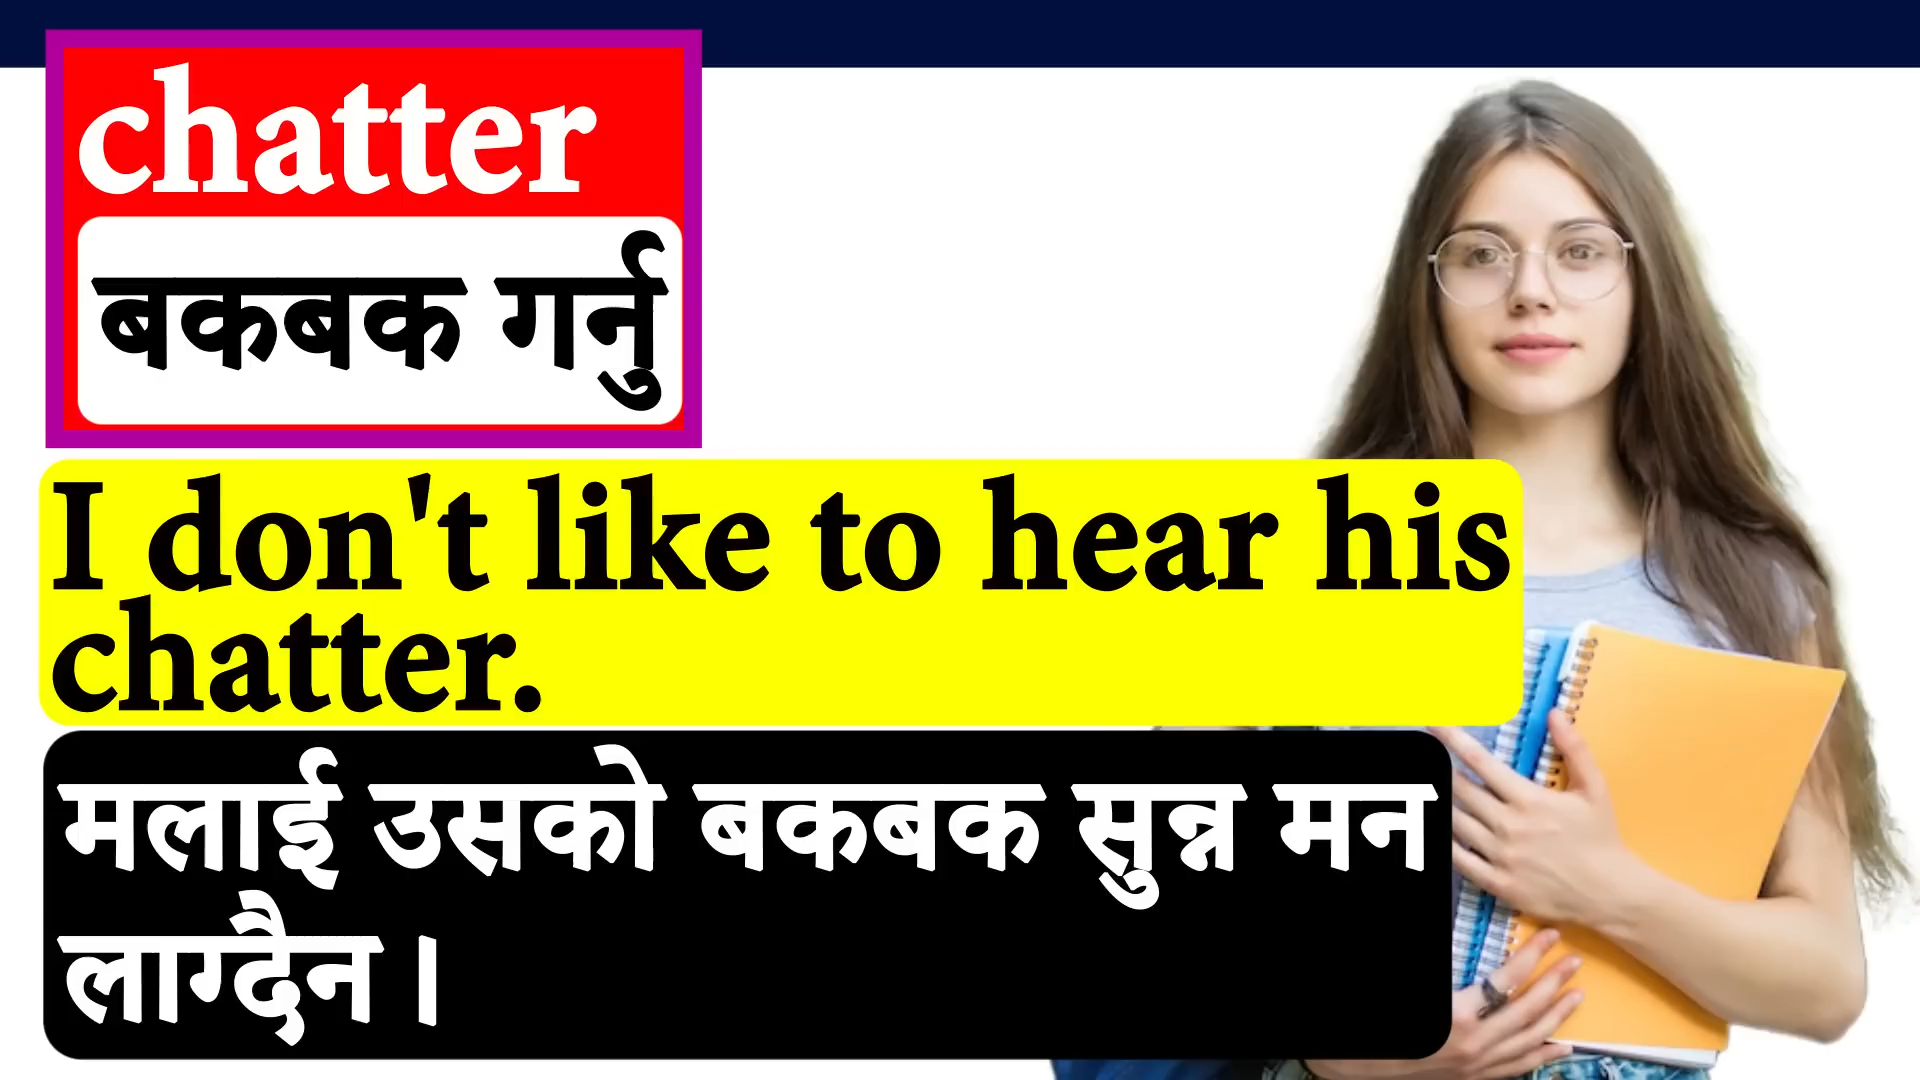 chatter
बकबक गर्नु
I don't like to hear his
chatter.
मलाई उसको बकबक सुन्न मन
लाग्दैन ।